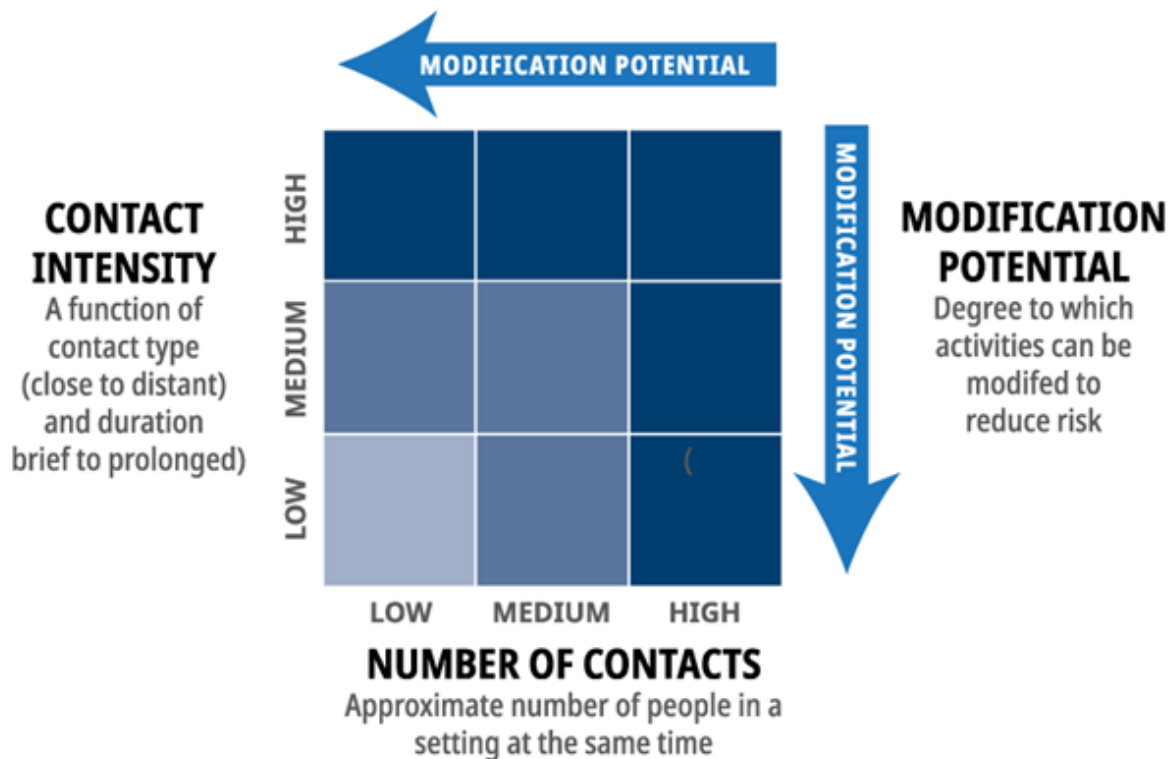 MODIFICATION POTENTIAL
CONTACT
INTENSITY
A function of
contact type
(close to distant)
and duration
brief to prolonged)
HIGH
MEDIUM
LOW
(
MODIFICATION POTENTIAL
MODIFICATION
POTENTIAL
Degree to which
activities can be
modifed to
reduce risk
LOW MEDIUM HIGH
NUMBER OF CONTACTS
Approximate number of people in a
setting at the same time